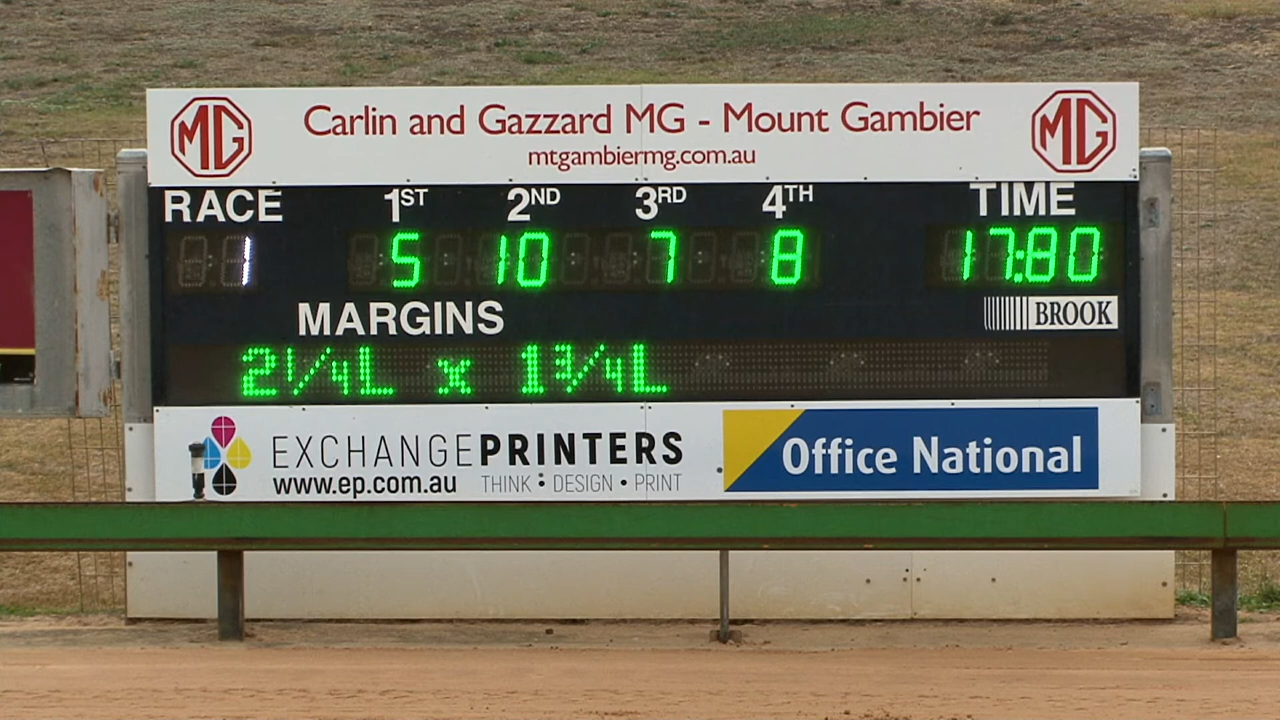 MG Carlin and Gazzard MG - Mount Gambier MG
mtgambiermg.com.au
RACE 1ST 2ND 3RD 4TH TIME
1 5 10 7 8 17:80
MARGINS BROOK
2¼L x 1¾L
EXCHANGEPRINTERS Office National
www.ep.com.au THINK : DESIGN • PRINT